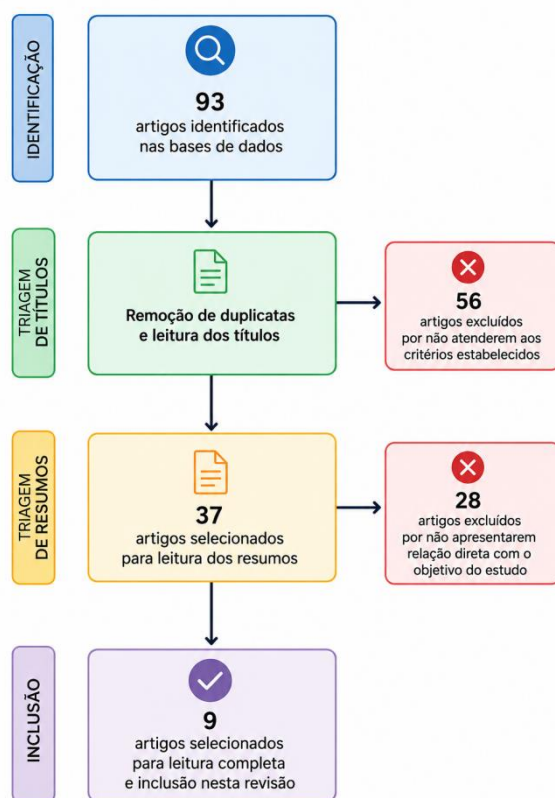 IDENTIFICAÇÃO
93
artigos identificados
nas bases de dados
TRIAGEM
DE TÍTULOS
Remoção de duplicatas
e leitura dos títulos
56
artigos excluídos
por não atenderem aos
critérios estabelecidos
TRIAGEM
DE RESUMOS
37
artigos selecionados
para leitura dos resumos
28
artigos excluídos
por não apresentarem
relação direta com o
objetivo do estudo
INCLUSÃO
9
artigos selecionados
para leitura completa
e inclusão nesta revisão